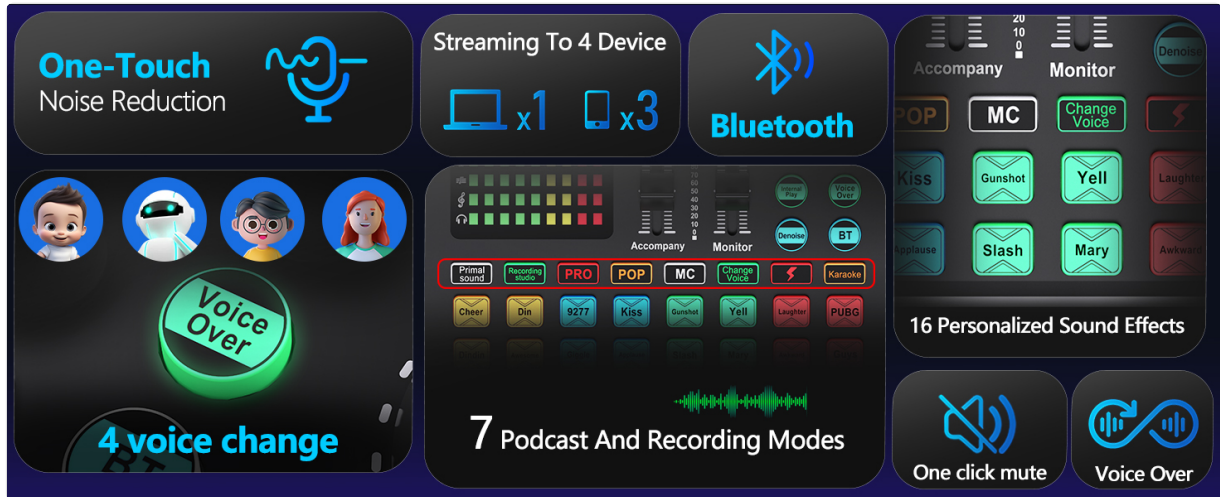 One-Touch
Noise Reduction
Streaming To 4 Device
x1
x3
Bluetooth
20
10
0
Accompany
Monitor
Denoise
POP
MC
Change
Voice
Kiss
Gunshot
Yell
Laughter
Applause
Slash
Mary
Awkward
16 Personalized Sound Effects
Voice
Over
BT
4 voice change
70
60
50
40
30
20
10
0
Accompany
Monitor
Internal
Play
Voice
Over
Denoise
BT
Primal
sound
Recording
studio
PRO
POP
MC
Change
Voice
Karaoke
Cheer
Din
9277
Kiss
Gunshot
Yell
Laughter
PUBG
7 Podcast And Recording Modes
One click mute
Voice Over